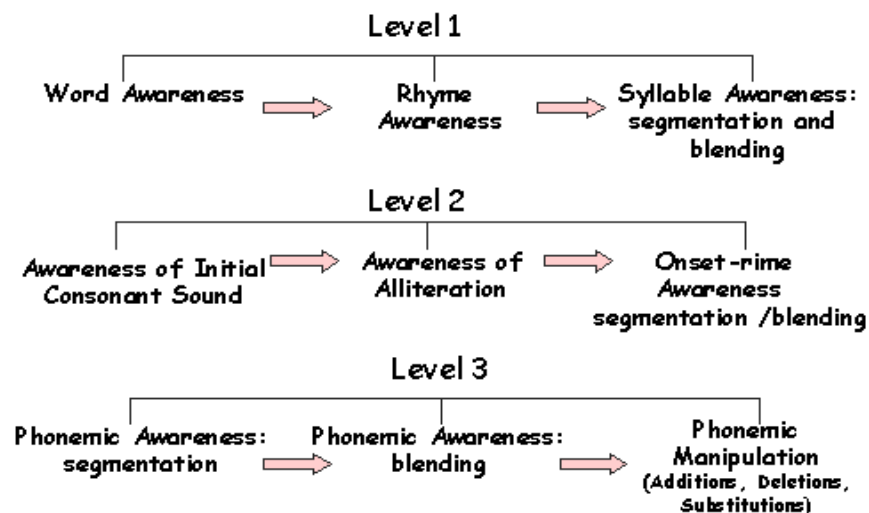 Level 1
Word Awareness
Rhyme
Awareness
Syllable Awareness:
segmentation and
blending
Level 2
Awareness of Initial
Consonant Sound
Awareness of
Alliteration
Onset-rime
Awareness
segmentation /blending
Level 3
Phonemic Awareness:
segmentation
Phonemic Awareness:
blending
Phonemic
Manipulation
(Additions, Deletions,
Substitutions)